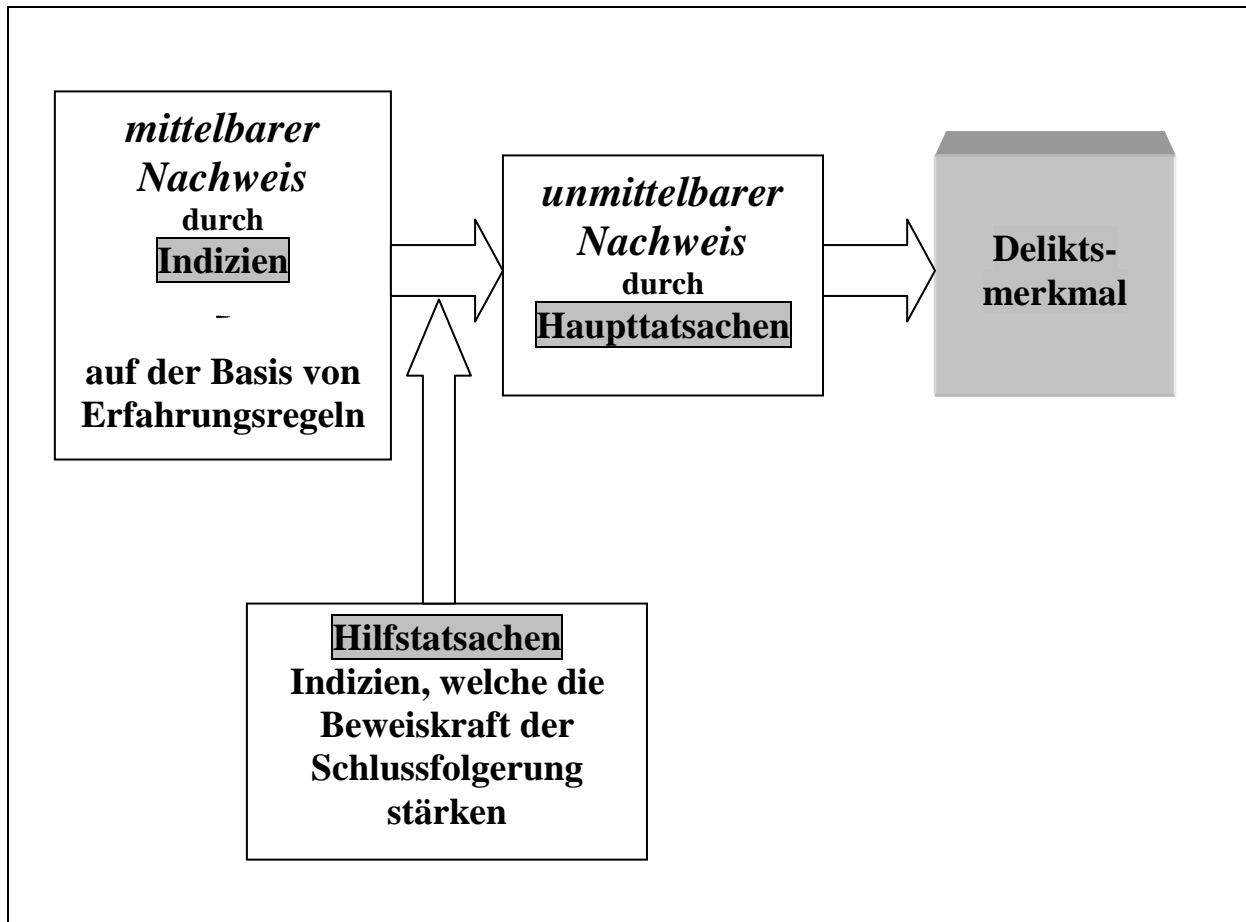 mittelbarer
Nachweis
durch
Indizien
–
auf der Basis von
Erfahrungsregeln
unmittelbarer
Nachweis
durch
Haupttatsachen
Delikts-
merkmal
Hilfstatsachen
Indizien, welche die
Beweiskraft der
Schlussfolgerung
stärken